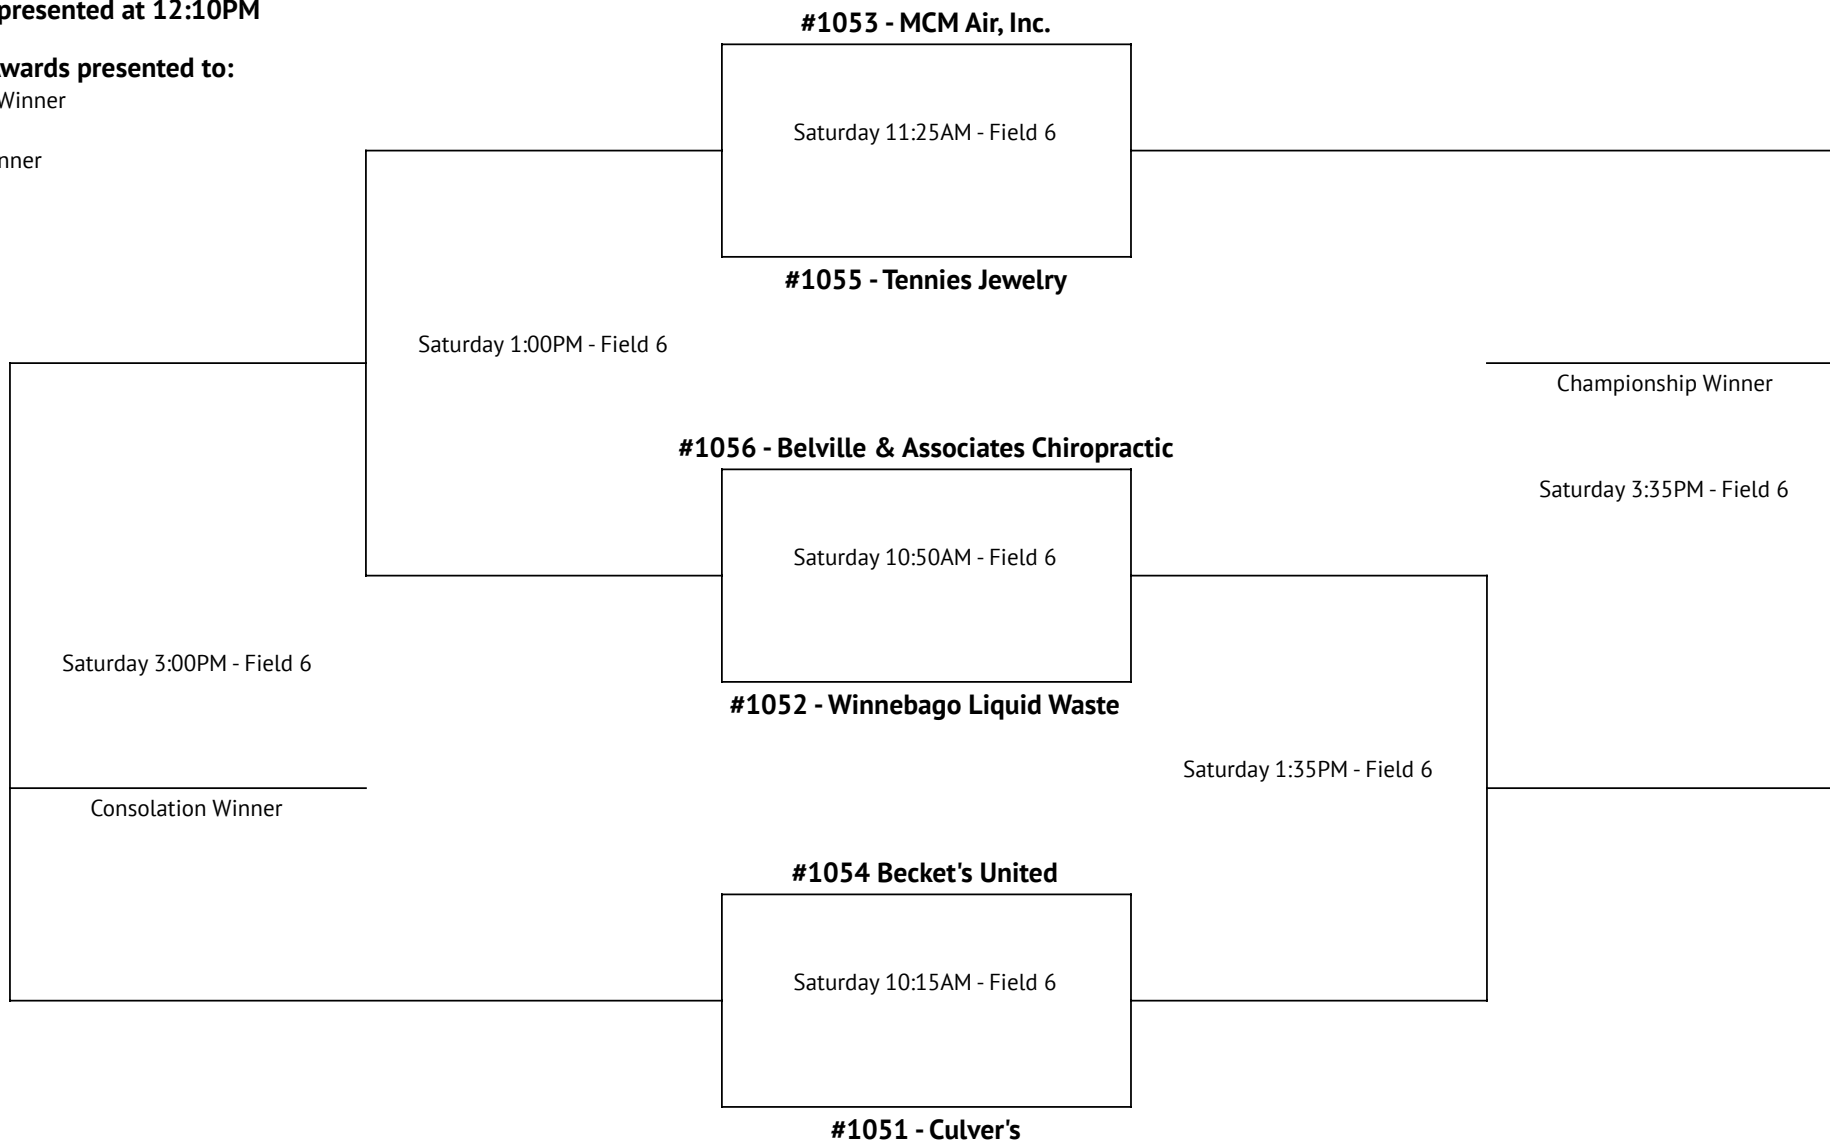 presented at 12:10PM
#1053 - MCM Air, Inc.
wards presented to:
Winner
Saturday 11:25AM - Field 6
nner
#1055 - Tennies Jewelry
Saturday 1:00PM - Field 6
Championship Winner
#1056 - Belville & Associates Chiropractic
Saturday 3:35PM - Field 6
Saturday 10:50AM - Field 6
Saturday 3:00PM - Field 6
#1052 - Winnebago Liquid Waste
Saturday 1:35PM - Field 6
Consolation Winner
#1054 Becket's United
Saturday 10:15AM - Field 6
#1051 - Culver's